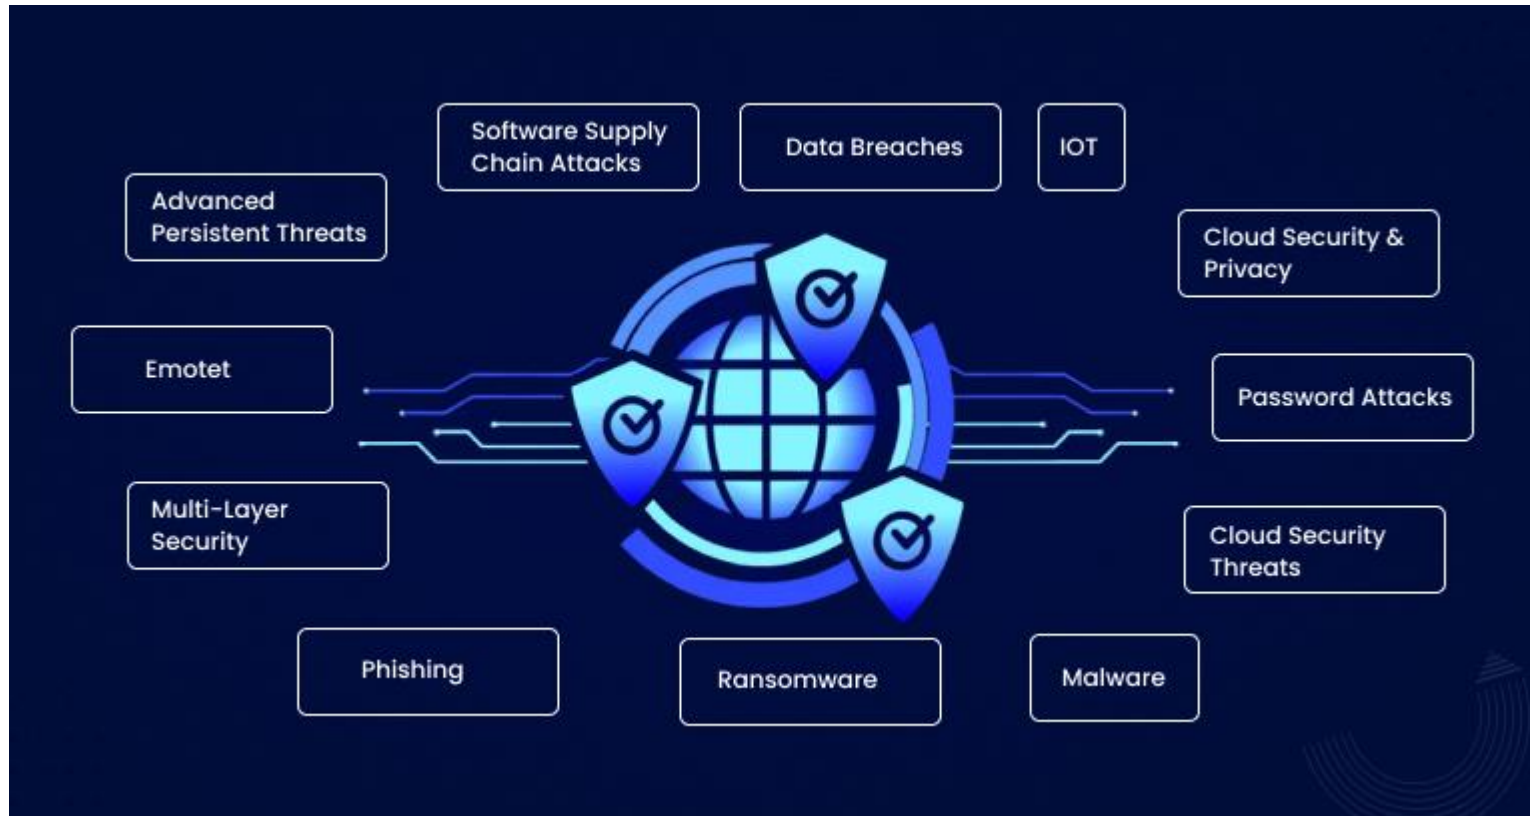 Software Supply
Chain Attacks
Data Breaches
IOT
Advanced
Persistent Threats
Cloud Security &
Privacy
Emotet
Password Attacks
Multi-Layer
Security
Cloud Security
Threats
Phishing
Ransomware
Malware